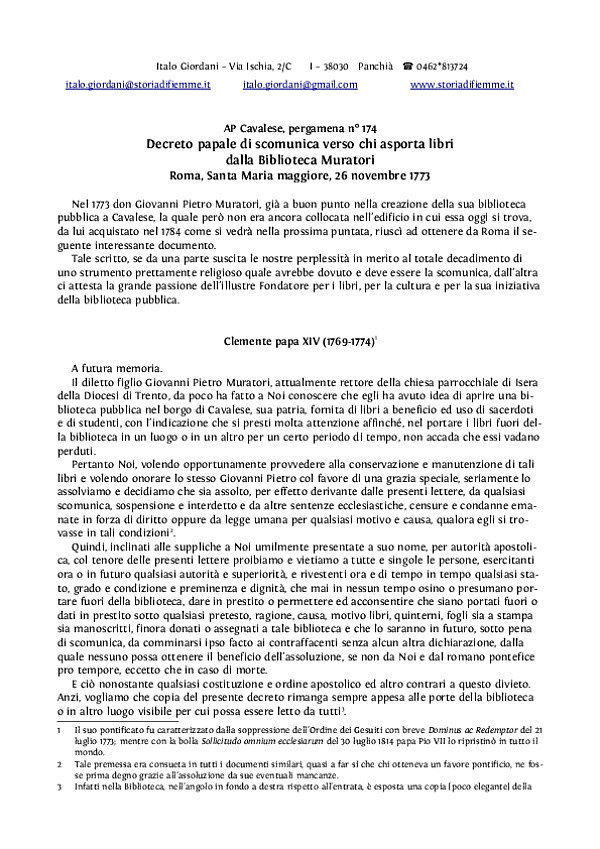 Italo Giordani – Via Ischia, 2/C I – 38030 Panchià ☎ 0462*813724
italo.giordani@storiadifiemme.it italo.giordani@gmail.com www.storiadifiemme.it
AP Cavalese, pergamena n° 174
Decreto papale di scomunica verso chi asporta libri
dalla Biblioteca Muratori
Roma, Santa Maria maggiore, 26 novembre 1773
Nel 1773 don Giovanni Pietro Muratori, già a buon punto nella creazione della sua biblioteca
pubblica a Cavalese, la quale però non era ancora collocata nell'edificio in cui essa oggi si trova,
da lui acquistato nel 1784 come si vedrà nella prossima puntata, riuscì ad ottenere da Roma il se-
guente interessante documento.
Tale scritto, se da una parte suscita le nostre perplessità in merito al totale decadimento di
uno strumento prettamente religioso quale avrebbe dovuto e deve essere la scomunica, dall'altra
ci attesta la grande passione dell'illustre Fondatore per i libri, per la cultura e per la sua iniziativa
della biblioteca pubblica.
Clemente papa XIV (1769-1774)1
A futura memoria.
Il diletto figlio Giovanni Pietro Muratori, attualmente rettore della chiesa parrocchiale di Isera
della Diocesi di Trento, da poco ha fatto a Noi conoscere che egli ha avuto idea di aprire una bi-
blioteca pubblica nel borgo di Cavalese, sua patria, fornita di libri a beneficio ed uso di sacerdoti
e di studenti, con l'indicazione che si presti molta attenzione affinché, nel portare i libri fuori del-
la biblioteca in un luogo o in un altro per un certo periodo di tempo, non accada che essi vadano
perduti.
Pertanto Noi, volendo opportunamente provvedere alla conservazione e manutenzione di tali
libri e volendo onorare lo stesso Giovanni Pietro col favore di una grazia speciale, seriamente lo
assolviamo e decidiamo che sia assolto, per effetto derivante dalle presenti lettere, da qualsiasi
scomunica, sospensione e interdetto e da altre sentenze ecclesiastiche, censure e condanne ema-
nate in forza di diritto oppure da legge umana per qualsiasi motivo e causa, qualora egli si tro-
vasse in tali condizioni2.
Quindi, inclinati alle suppliche a Noi umilmente presentate a suo nome, per autorità apostoli-
ca, col tenore delle presenti lettere proibiamo e vietiamo a tutte e singole le persone, esercitanti
ora o in futuro qualsiasi autorità e superiorità, e rivestenti ora e di tempo in tempo qualsiasi sta-
to, grado e condizione e preminenza e dignità, che mai in nessun tempo osino o presumano por-
tare fuori della biblioteca, dare in prestito o permettere ed acconsentire che siano portati fuori o
dati in prestito sotto qualsiasi pretesto, ragione, causa, motivo libri, quinterni, fogli sia a stampa
sia manoscritti, finora donati o assegnati a tale biblioteca e che lo saranno in futuro, sotto pena
di scomunica, da comminarsi ipso facto ai contraffacenti senza alcun altra dichiarazione, dalla
quale nessuno possa ottenere il beneficio dell'assoluzione, se non da Noi e dal romano pontefice
pro tempore, eccetto che in caso di morte.
E ciò nonostante qualsiasi costituzione e ordine apostolico ed altro contrari a questo divieto.
Anzi, vogliamo che copia del presente decreto rimanga sempre appesa alle porte della biblioteca
o in altro luogo visibile per cui possa essere letto da tutti3.
1 Il suo pontificato fu caratterizzato dalla soppressione dell'Ordine dei Gesuiti con breve Dominus ac Redemptor del 21
luglio 1773; mentre con la bolla Sollicitudo omnium ecclesiarum del 30 luglio 1814 papa Pio VII lo ripristinò in tutto il
mondo.
2 Tale premessa era consueta in tutti i documenti similari, quasi a far sì che chi otteneva un favore pontificio, ne fos-
se prima degno grazie all'assoluzione da sue eventuali mancanze.
3 Infatti nella Biblioteca, nell'angolo in fondo a destra rispetto all'entrata, è esposta una copia (poco elegante) della